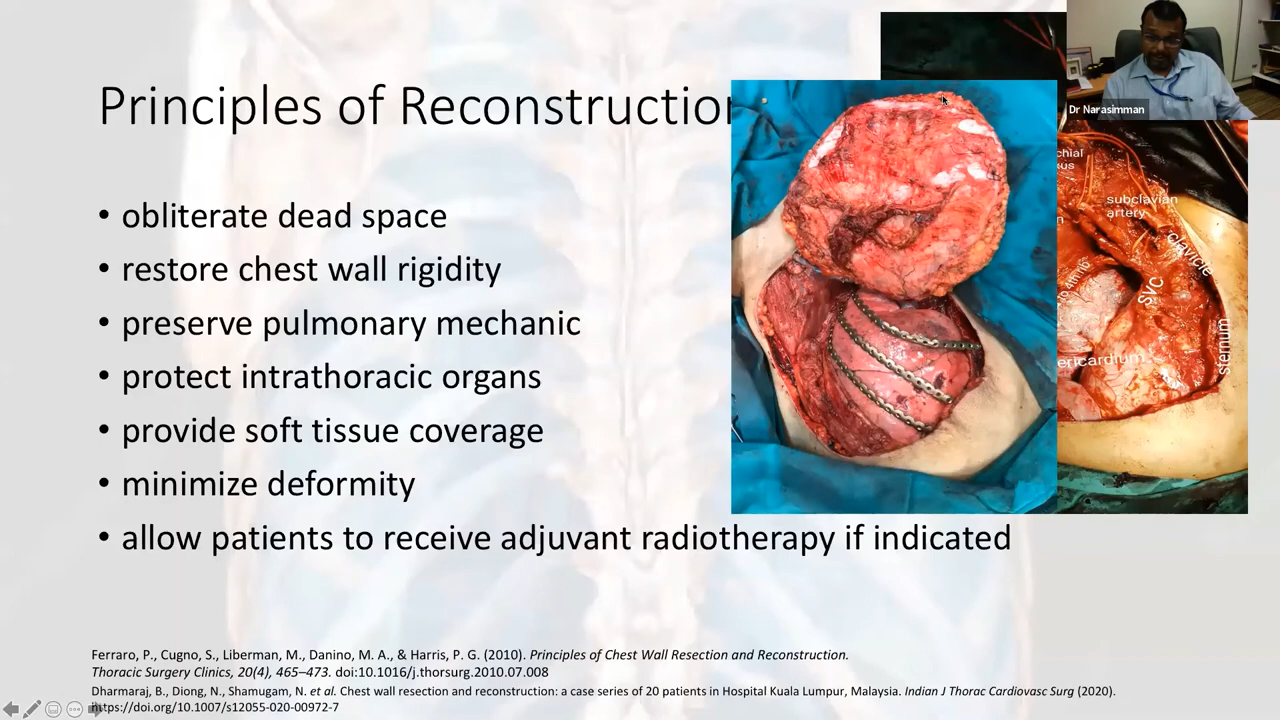 Principles of Reconstruction
• obliterate dead space
• restore chest wall rigidity
• preserve pulmonary mechanic
• protect intrathoracic organs
• provide soft tissue coverage
• minimize deformity
• allow patients to receive adjuvant radiotherapy if indicated
Dr Narasimman
subclavian
artery
clavicle
SVC
sternum
Ferraro, P., Cugno, S., Liberman, M., Danino, M. A., & Harris, P. G. (2010). Principles of Chest Wall Resection and Reconstruction.
Thoracic Surgery Clinics, 20(4), 465–473. doi:10.1016/j.thorsurg.2010.07.008
Dharmaraj, B., Diong, N., Shamugam, N. et al. Chest wall resection and reconstruction: a case series of 20 patients in Hospital Kuala Lumpur, Malaysia. Indian J Thorac Cardiovasc Surg (2020).
https://doi.org/10.1007/s12055-020-00972-7